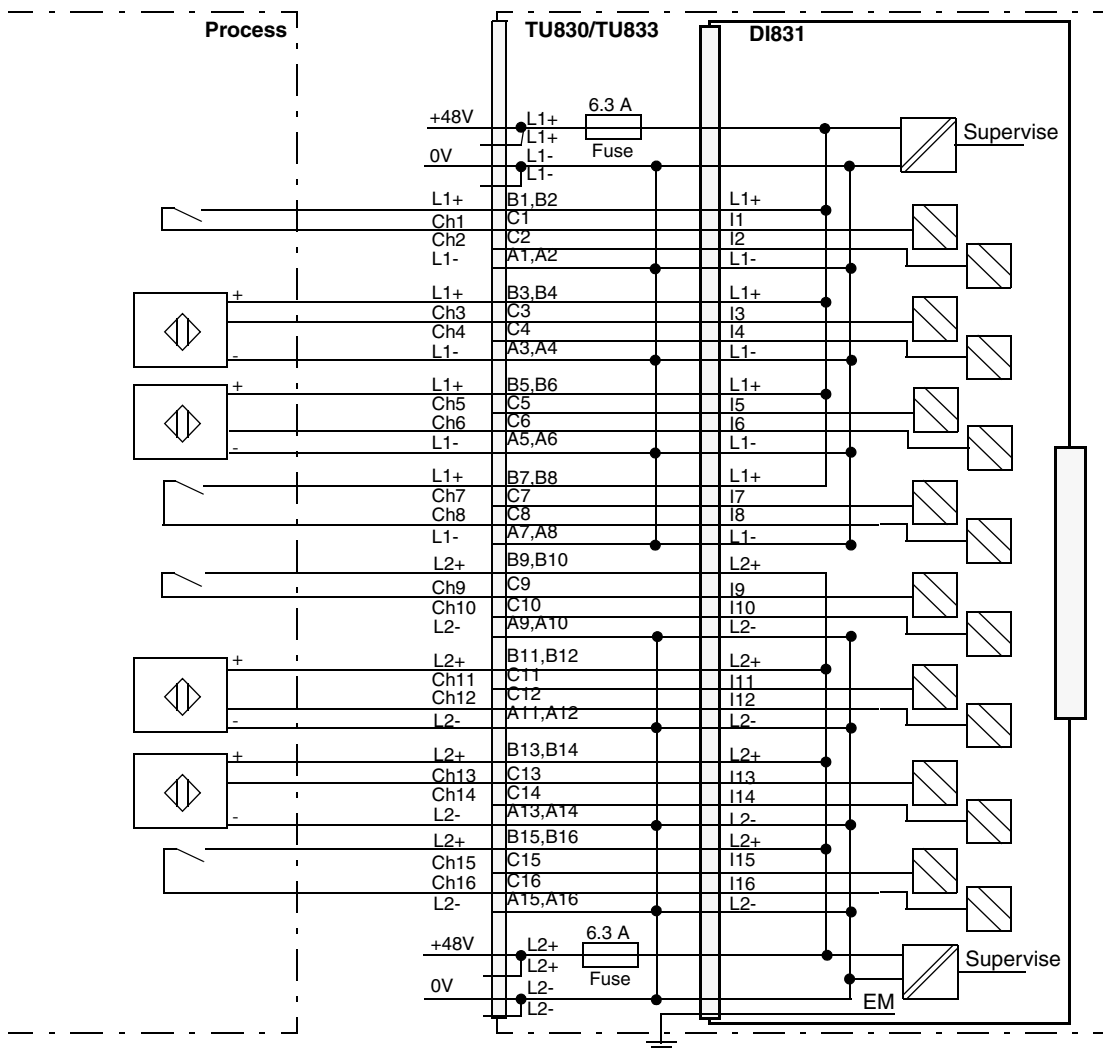 Process TU830/TU833 DI831
6.3 A
+48V L1+ Supervise
L1+ Fuse
0V L1-
L1-
L1+ B1,B2 L1+
Ch1 C1 I1
Ch2 C2 I2
L1- A1,A2 L1-
+ L1+ B3,B4 L1+
Ch3 C3 I3
Ch4 C4 I4
- L1- A3,A4 L1-
+ L1+ B5,B6 L1+
Ch5 C5 I5
Ch6 C6 I6
- L1- A5,A6 L1-
L1+ B7,B8 L1+
Ch7 C7 I7
Ch8 C8 I8
L1- A7,A8 L1-
L2+ B9,B10 L2+
Ch9 C9 I9
Ch10 C10 I10
L2- A9,A10 L2-
+ L2+ B11,B12 L2+
Ch11 C11 I11
Ch12 C12 I12
- L2- A11,A12 L2-
+ L2+ B13,B14 L2+
Ch13 C13 I13
Ch14 C14 I14
- L2- A13,A14 L2-
L2+ B15,B16 L2+
Ch15 C15 I15
Ch16 C16 I16
L2- A15,A16 L2-
6.3 A
+48V L2+ Supervise
L2+ Fuse
0V L2-
L2- EM